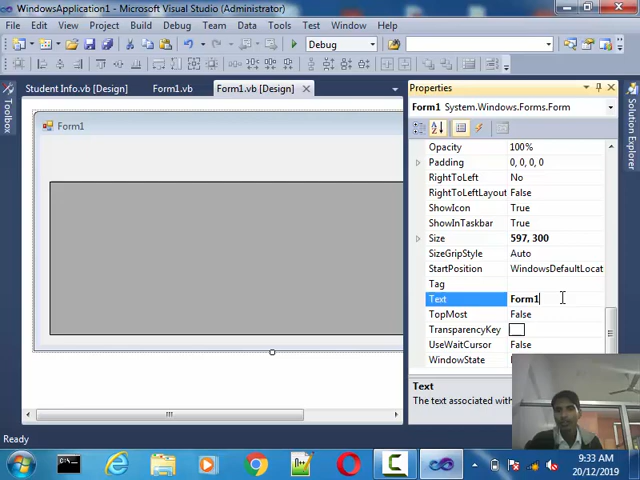 WindowsApplication1 - Microsoft Visual Studio (Administrator)
File Edit View Project Build Debug Team Data Tools Test Window Help
Debug
Student Info.vb [Design] Form1.vb Form1.vb [Design]
Toolbox
Form1
Properties
Form1 System.Windows.Forms.Form
Opacity 100%
Padding 0, 0, 0, 0
RightToLeft No
RightToLeftLayout False
ShowIcon True
ShowInTaskbar True
Size 597, 300
SizeGripStyle Auto
StartPosition WindowsDefaultLocat
Tag
Text Form1
TopMost False
TransparencyKey
UseWaitCursor False
WindowState
Text
The text associated with
Solution Explorer
Ready
9:33 AM
20/12/2019